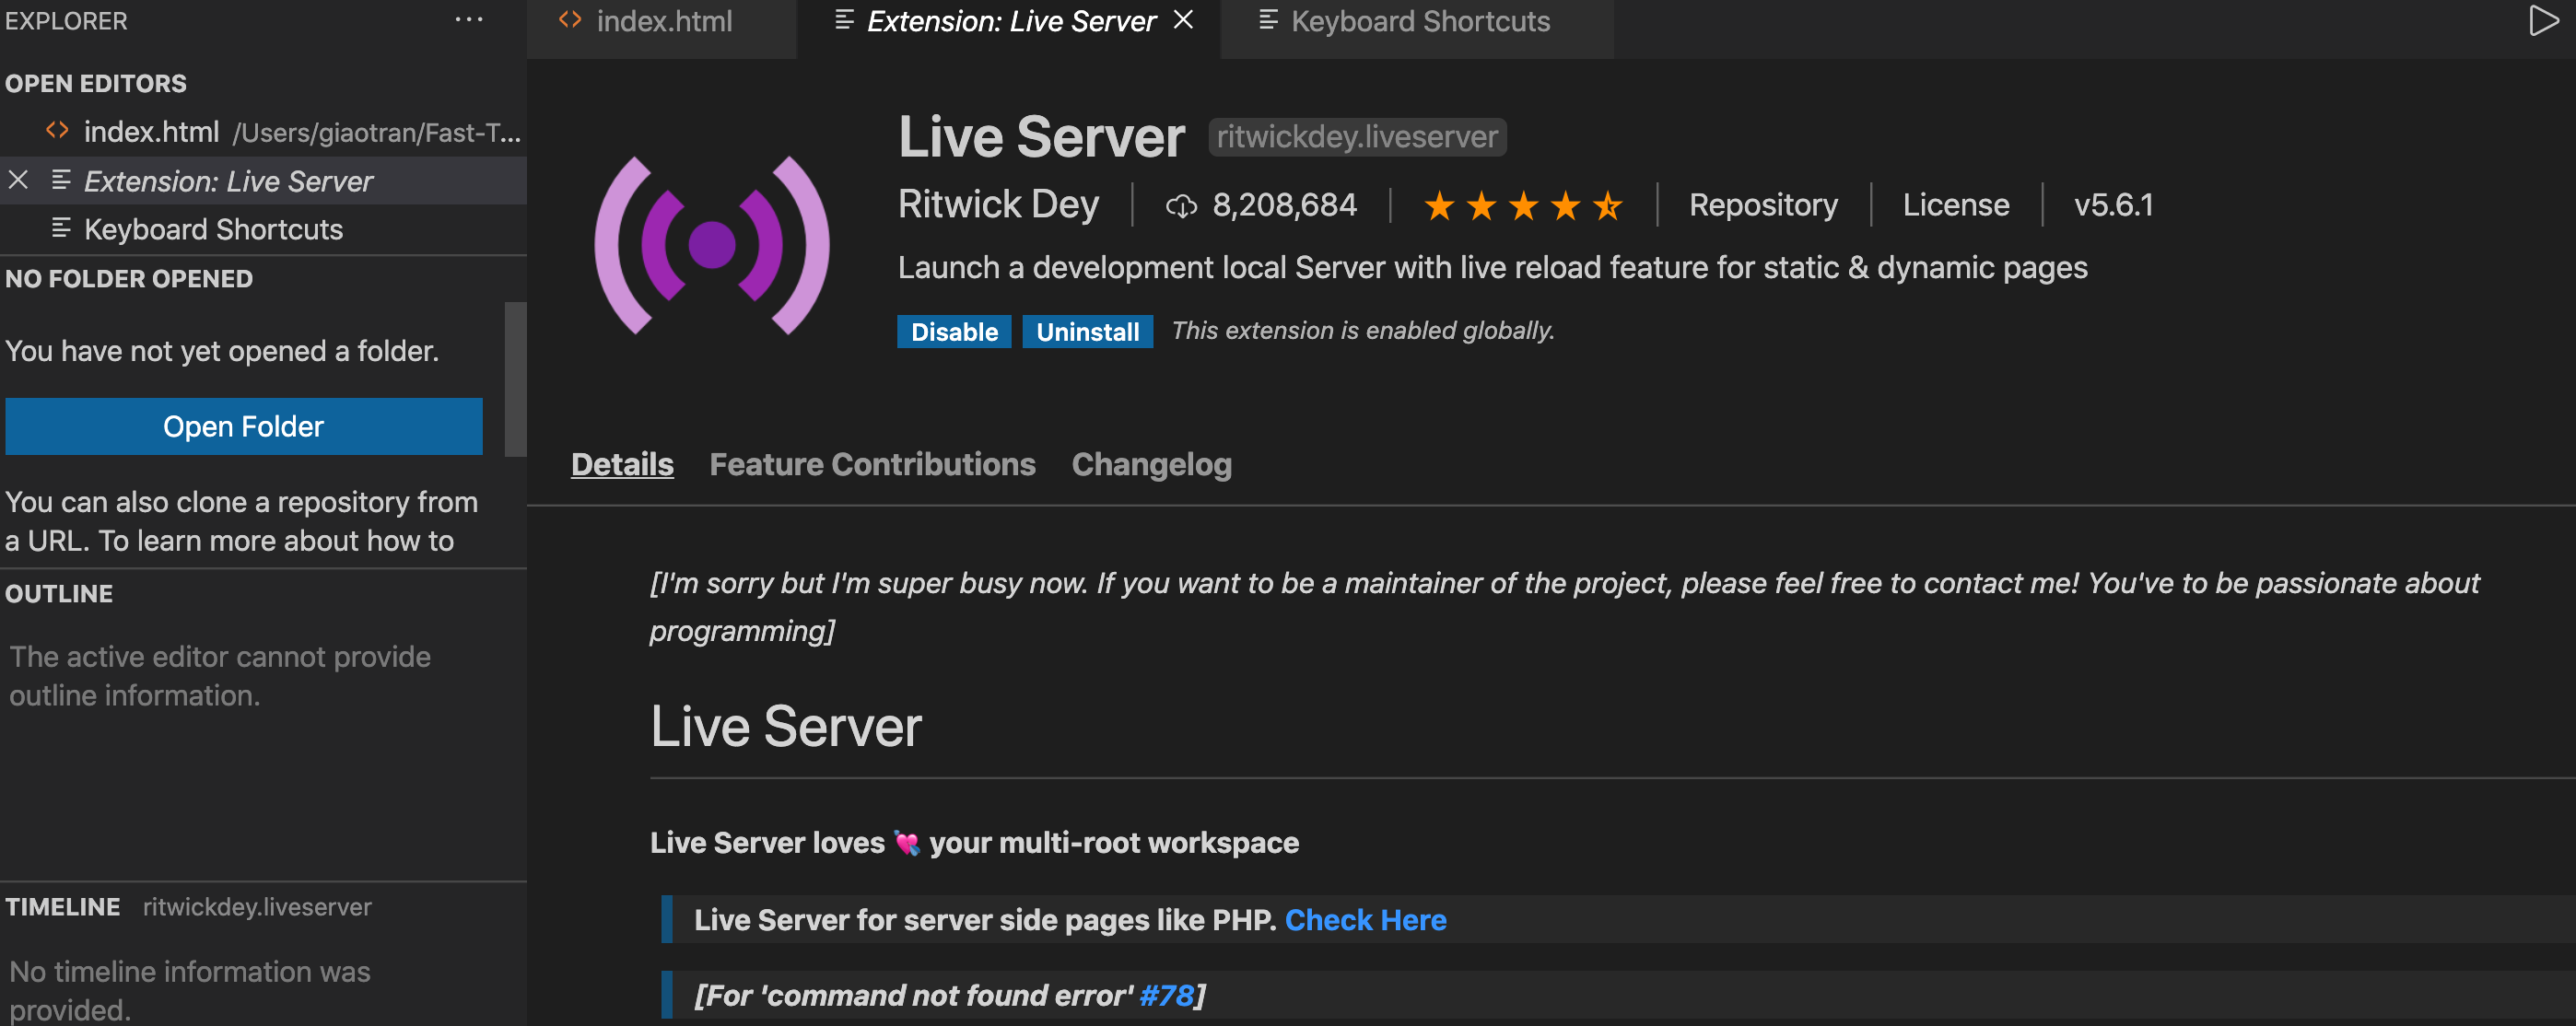 EXPLORER
OPEN EDITORS
index.html /Users/giaotran/Fast-T...
Extension: Live Server
Keyboard Shortcuts
NO FOLDER OPENED
You have not yet opened a folder.
Open Folder
You can also clone a repository from
a URL. To learn more about how to
OUTLINE
The active editor cannot provide
outline information.
TIMELINE ritwickdey.liveserver
No timeline information was
provided.
index.html
Extension: Live Server
Keyboard Shortcuts
Live Server ritwickdey.liveserver
Ritwick Dey 8,208,684 Repository License v5.6.1
Launch a development local Server with live reload feature for static & dynamic pages
Disable Uninstall This extension is enabled globally.
Details Feature Contributions Changelog
[I'm sorry but I'm super busy now. If you want to be a maintainer of the project, please feel free to contact me! You've to be passionate about
programming]
Live Server
Live Server loves 💘 your multi-root workspace
Live Server for server side pages like PHP. Check Here
[For 'command not found error' #78]